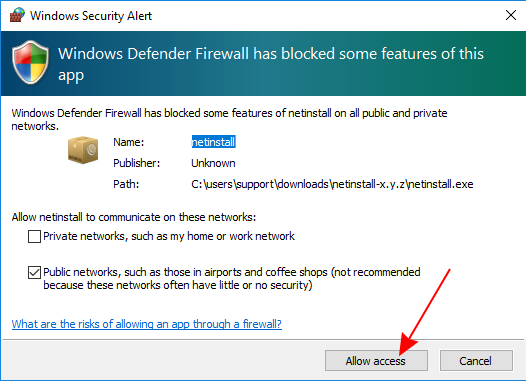 Windows Security Alert
Windows Defender Firewall has blocked some features of this
app
Windows Defender Firewall has blocked some features of netinstall on all public and private
networks.
Name: netinstall
Publisher: Unknown
Path: C:\users\support\downloads\netinstall-x.y.z\netinstall.exe
Allow netinstall to communicate on these networks:
Private networks, such as my home or work network
Public networks, such as those in airports and coffee shops (not recommended
because these networks often have little or no security)
What are the risks of allowing an app through a firewall?
Allow access Cancel